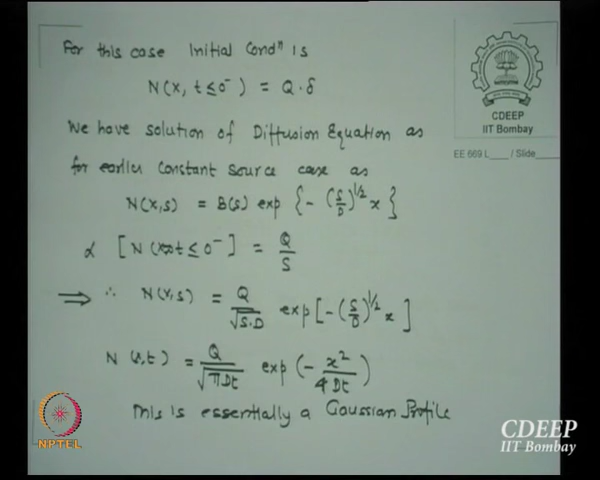 For this case Initial Condⁿ is
N(x, t≤0⁻) = Q.δ
We have solution of Diffusion Equation as
for earlier Constant Source case as
N(x,s) = B(s) exp {-(S/D)^1/2 x}
∝ [N(x,t≤0⁻] = Q/S
⟹ ∴ N(x,s) = Q/√S.D exp[-(S/D)^1/2 x]
N(x,t) = Q/√πDt exp(-x²/4Dt)
This is essentially a Gaussian Profile
CDEEP
IIT Bombay
EE 669 L___ / Slide___
NPTEL
CDEEP
IIT Bombay